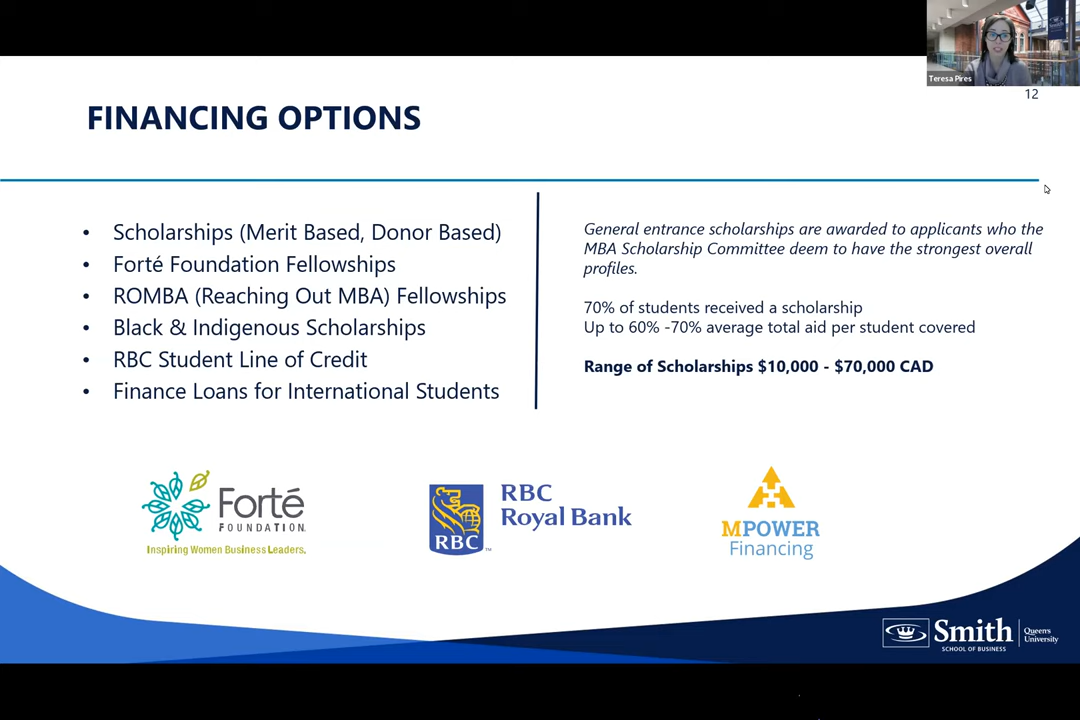 Teresa Pires
12
FINANCING OPTIONS
• Scholarships (Merit Based, Donor Based)
• Forté Foundation Fellowships
• ROMBA (Reaching Out MBA) Fellowships
• Black & Indigenous Scholarships
• RBC Student Line of Credit
• Finance Loans for International Students
General entrance scholarships are awarded to applicants who the
MBA Scholarship Committee deem to have the strongest overall
profiles.
70% of students received a scholarship
Up to 60% -70% average total aid per student covered
Range of Scholarships $10,000 - $70,000 CAD
Forté
FOUNDATION
Inspiring Women Business Leaders.
RBC
Royal Bank
RBC
TM
MPOWER
Financing
Smith
SCHOOL OF BUSINESS
Queen's
University